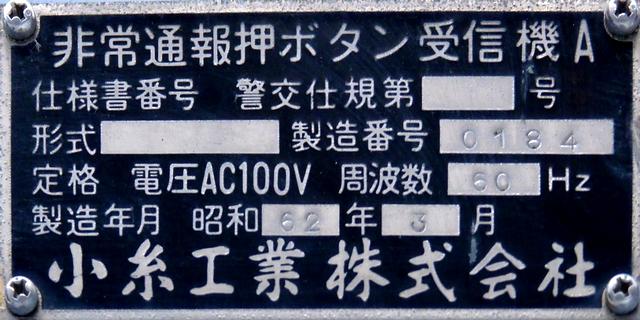 非常通報押ボタン受信機A
仕様書番号 警交仕規第 号
形式 製造番号 0184
定格 電圧AC100V 周波数 60 Hz
製造年月 昭和 62 年 3 月
小糸工業株式会社